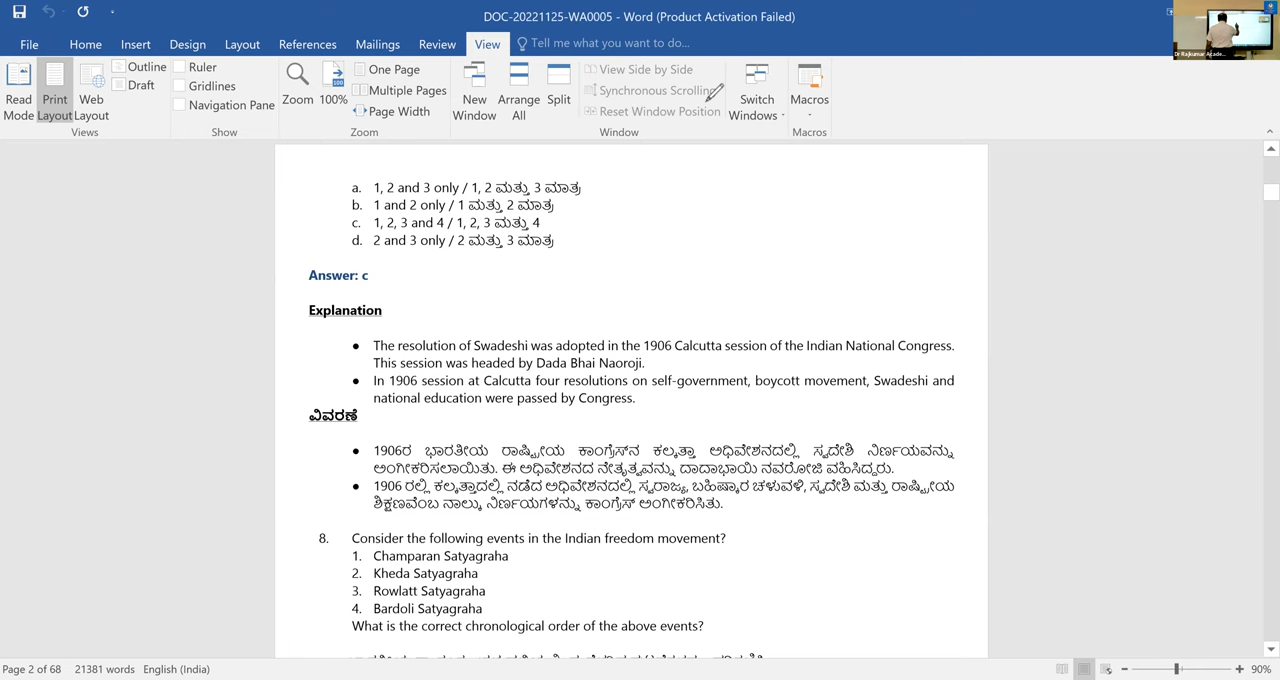 DOC-20221125-WA0005 - Word (Product Activation Failed)
File Home Insert Design Layout References Mailings Review View Tell me what you want to do...
Read Mode
Print Layout
Web Layout
Outline
Draft
Views
Ruler
Gridlines
Navigation Pane
Show
Zoom
100%
One Page
Multiple Pages
Page Width
Zoom
New Window
Arrange All
Split
View Side by Side
Synchronous Scrolling
Reset Window Position
Window
Switch Windows
Macros
Macros
Dr Rajkumar Acade...
a. 1, 2 and 3 only / 1, 2 ಮತ್ತು 3 ಮಾತ್ರ
b. 1 and 2 only / 1 ಮತ್ತು 2 ಮಾತ್ರ
c. 1, 2, 3 and 4 / 1, 2, 3 ಮತ್ತು 4
d. 2 and 3 only / 2 ಮತ್ತು 3 ಮಾತ್ರ
Answer: c
Explanation
● The resolution of Swadeshi was adopted in the 1906 Calcutta session of the Indian National Congress.
This session was headed by Dada Bhai Naoroji.
● In 1906 session at Calcutta four resolutions on self-government, boycott movement, Swadeshi and
national education were passed by Congress.
ವಿವರಣೆ
● 1906ರ ಭಾರತೀಯ ರಾಷ್ಟ್ರೀಯ ಕಾಂಗ್ರೆಸ್‌ನ ಕಲ್ಕತ್ತಾ ಅಧಿವೇಶನದಲ್ಲಿ ಸ್ವದೇಶಿ ನಿರ್ಣಯವನ್ನು
ಅಂಗೀಕರಿಸಲಾಯಿತು. ಈ ಅಧಿವೇಶನದ ನೇತೃತ್ವವನ್ನು ದಾದಾಭಾಯಿ ನವರೋಜಿ ವಹಿಸಿದ್ದರು.
● 1906 ರಲ್ಲಿ ಕಲ್ಕತ್ತಾದಲ್ಲಿ ನಡೆದ ಅಧಿವೇಶನದಲ್ಲಿ ಸ್ವರಾಜ್ಯ, ಬಹಿಷ್ಕಾರ ಚಳುವಳಿ, ಸ್ವದೇಶಿ ಮತ್ತು ರಾಷ್ಟ್ರೀಯ
ಶಿಕ್ಷಣವೆಂಬ ನಾಲ್ಕು ನಿರ್ಣಯಗಳನ್ನು ಕಾಂಗ್ರೆಸ್ ಅಂಗೀಕರಿಸಿತು.
8. Consider the following events in the Indian freedom movement?
1. Champaran Satyagraha
2. Kheda Satyagraha
3. Rowlatt Satyagraha
4. Bardoli Satyagraha
What is the correct chronological order of the above events?
Page 2 of 68 21381 words English (India) 90%